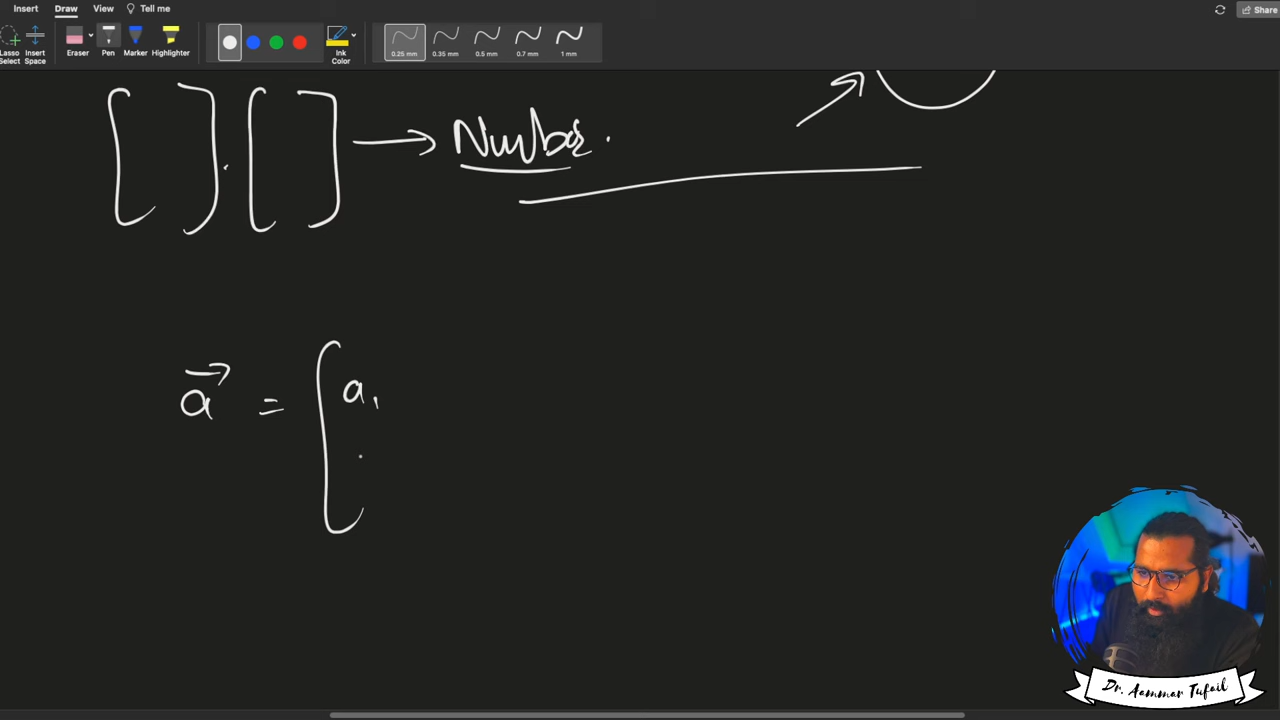 Insert Draw View Tell me
Share
Lasso Select
Insert Space
Eraser
Pen
Marker
Highlighter
Ink Color
0.25 mm
0.35 mm
0.5 mm
0.7 mm
1 mm
[ ] . [ ] → Number.
a⃗ = [ a₁
.
Dr. Aammar Tufail